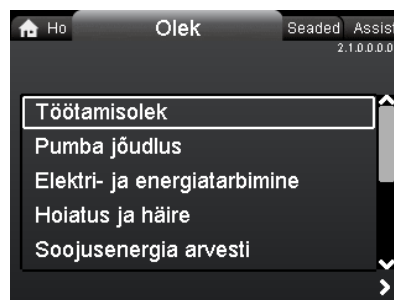 Ho Olek Seaded Assist
2.1.0.0.0.0
Töötamisolek
Pumba jõudlus
Elektri- ja energiatarbimine
Hoiatus ja häire
Soojusenergia arvesti